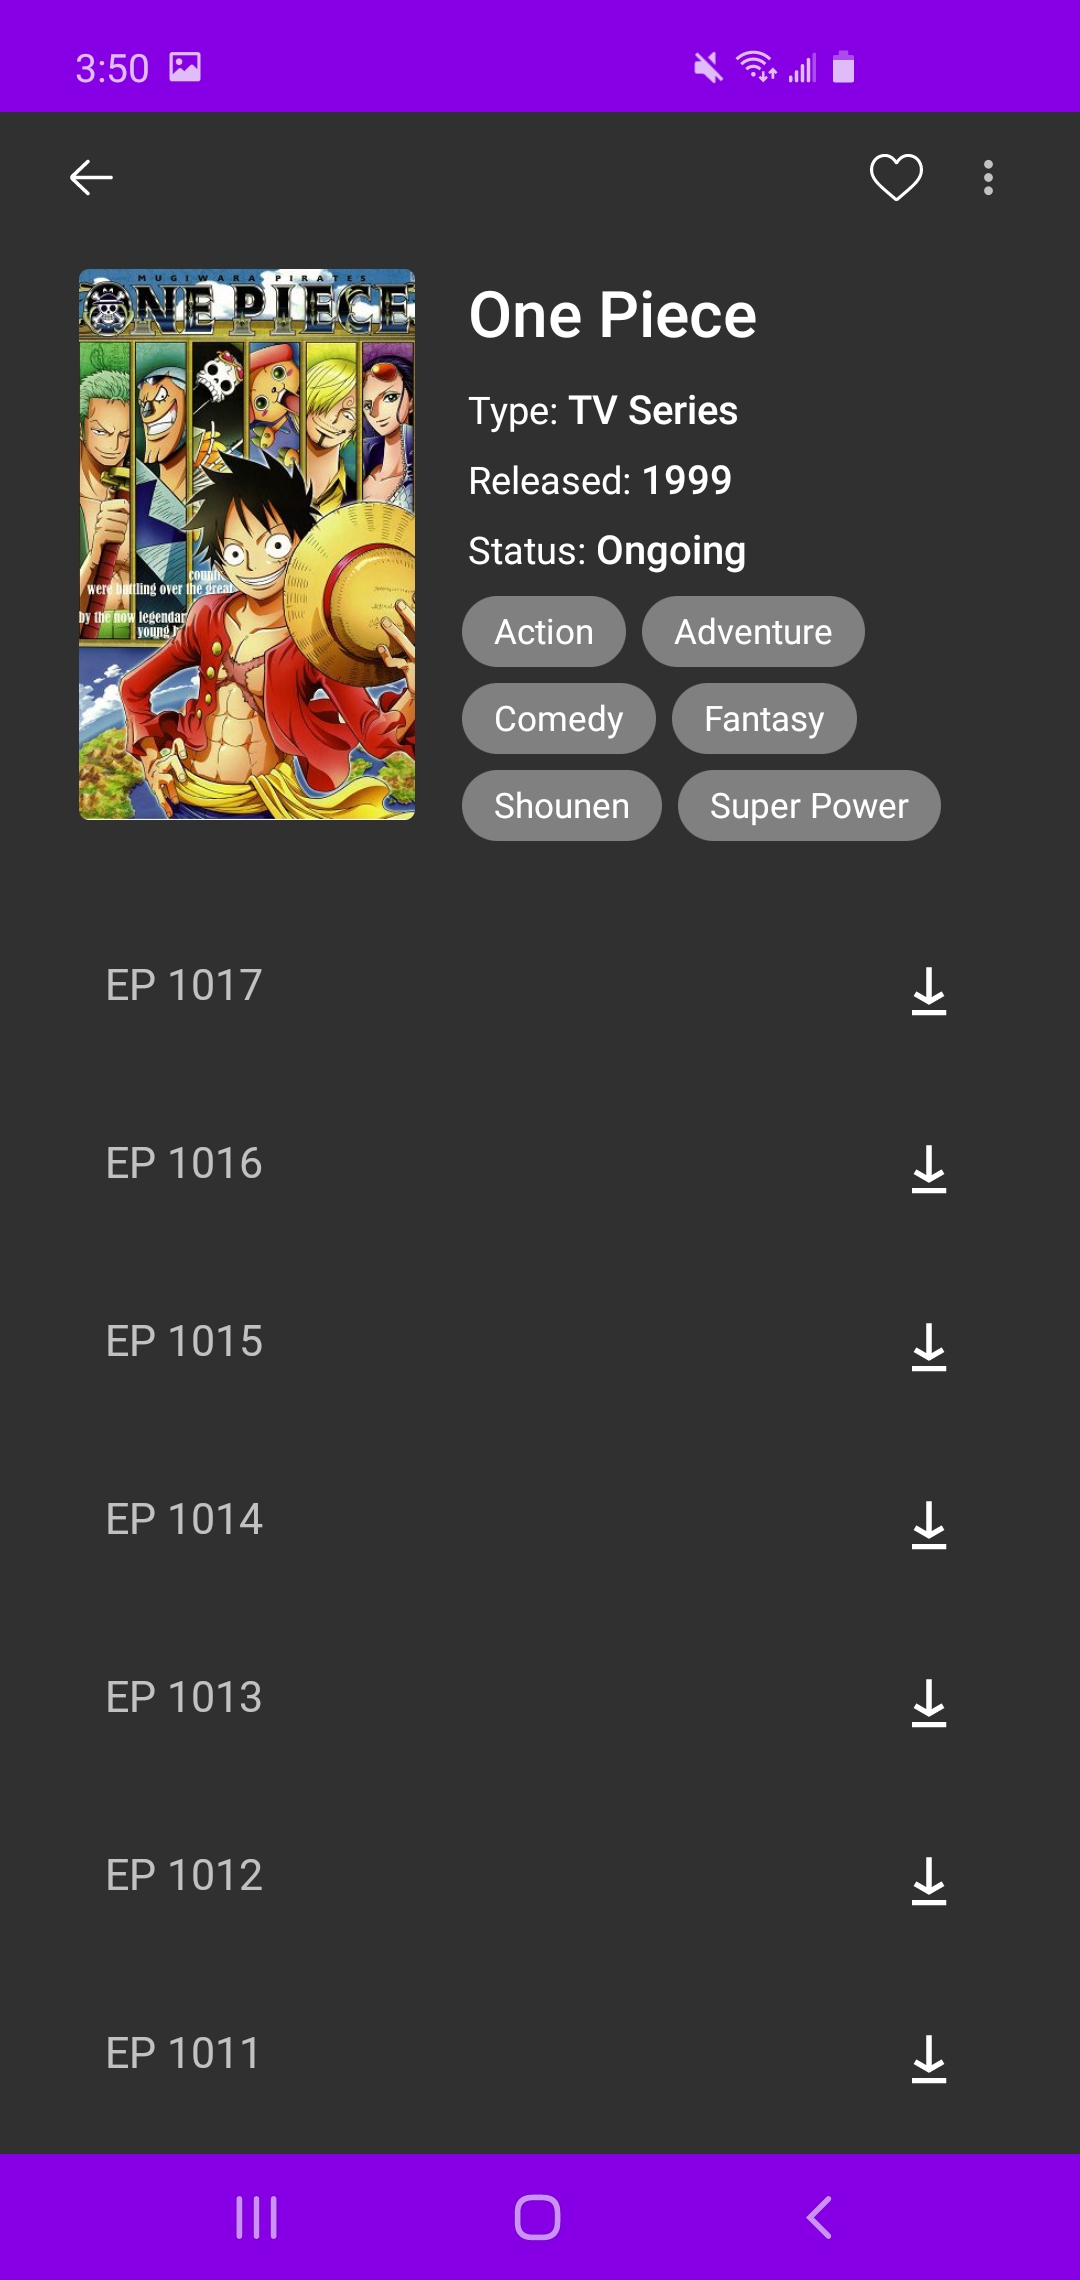 3:50
MUGIWARA PIRATES
ONE PIECE
were battling over the great
by the now legendar
young
One Piece
Type: TV Series
Released: 1999
Status: Ongoing
Action Adventure
Comedy Fantasy
Shounen Super Power
EP 1017
EP 1016
EP 1015
EP 1014
EP 1013
EP 1012
EP 1011